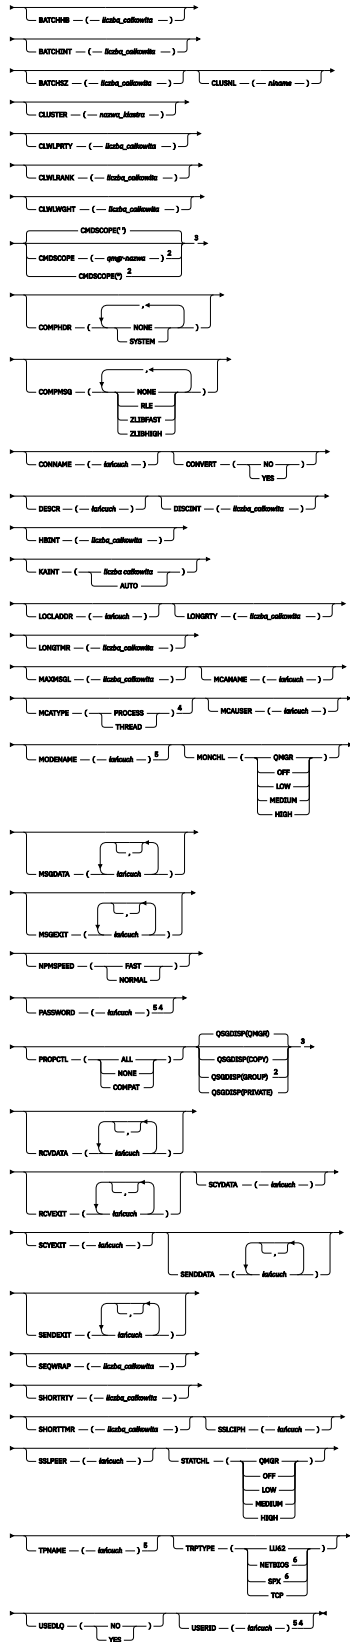 BATCHHB — ( — liczba_całkowita — )
BATCHINT — ( — liczba_całkowita — )
BATCHSZ — ( — liczba_całkowita — ) CLUSNL — ( — nlname — )
CLUSTER — ( — nazwa_klastra — )
CLWLPRTY — ( — liczba_całkowita — )
CLWLRANK — ( — liczba_całkowita — )
CLWLWGHT — ( — liczba_całkowita — )
CMDSCOPE(' ')
3
CMDSCOPE — ( — qmgr-nazwa — ) 2
CMDSCOPE(*) 2
,
COMPHDR — ( NONE )
SYSTEM
,
COMPMSG — ( NONE )
RLE
ZLIBFAST
ZLIBHIGH
CONNAME — ( — łańcuch — ) CONVERT — ( NO )
YES
DESCR — ( — łańcuch — ) DISCINT — ( — liczba_całkowita — )
HBINT — ( — liczba_całkowita — )
KAINT — ( liczba całkowita )
AUTO
LOCLADDR — ( — łańcuch — ) LONGRTY — ( — liczba_całkowita — )
LONGTMR — ( — liczba_całkowita — )
MAXMSGL — ( — liczba_całkowita — ) MCANAME — ( — łańcuch — )
MCATYPE — ( PROCESS ) 4 MCAUSER — ( — łańcuch — )
THREAD
MODENAME — ( — łańcuch — ) 5 MONCHL — ( QMGR )
OFF
LOW
MEDIUM
HIGH
,
MSGDATA — ( łańcuch )
,
MSGEXIT — ( łańcuch )
NPMSPEED — ( FAST )
NORMAL
PASSWORD — ( — łańcuch — ) 5 4
QSGDISP(QMGR)
3
PROPCTL — ( ALL ) QSGDISP(COPY)
NONE QSGDISP(GROUP) 2
COMPAT QSGDISP(PRIVATE)
,
RCVDATA — ( łańcuch )
,
RCVEXIT — ( łańcuch ) SCYDATA — ( — łańcuch — )
SCYEXIT — ( — łańcuch — ) ,
SENDDATA — ( łańcuch )
,
SENDEXIT — ( łańcuch )
SEQWRAP — ( — liczba_całkowita — )
SHORTRTY — ( — liczba_całkowita — )
SHORTTMR — ( — liczba_całkowita — ) SSLCIPH — ( — łańcuch — )
SSLPEER — ( — łańcuch — ) STATCHL — ( QMGR )
OFF
LOW
MEDIUM
HIGH
TPNAME — ( — łańcuch — ) 5 TRPTYPE — ( LU62 )
NETBIOS 6
SPX 6
TCP
USEDLQ — ( NO ) USERID — ( — łańcuch — ) 5 4
YES